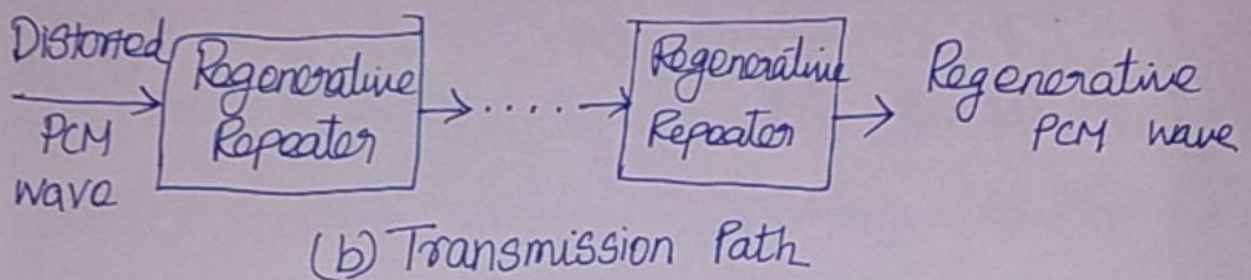 Distorted
PCM
wave
Regenerative
Repeater
.....
Regenerative
Repeater
Regenerative
PCM wave
(b) Transmission Path